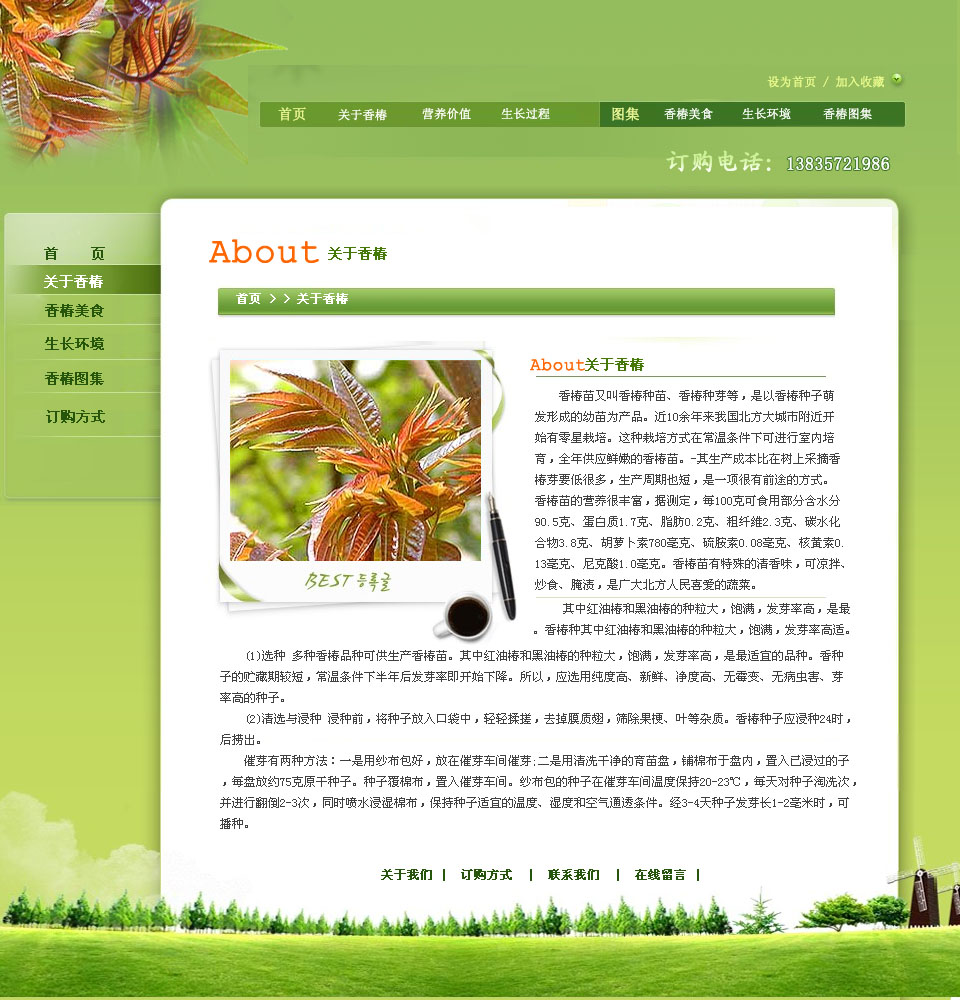 设为首页 / 加入收藏
首页 关于香椿 营养价值 生长过程 图集 香椿美食 生长环境 香椿图集
订购电话: 13835721986
首 页
关于香椿
香椿美食
生长环境
香椿图集
订购方式
About 关于香椿
首页 > > 关于香椿
BEST 등록글
About关于香椿
香椿苗又叫香椿种苗、香椿种芽等，是以香椿种子萌
发形成的幼苗为产品。近10余年来我国北方大城市附近开
始有零星栽培。这种栽培方式在常温条件下可进行室内培
育，全年供应鲜嫩的香椿苗。-其生产成本比在树上采摘香
椿芽要低很多，生产周期也短，是一项很有前途的方式。
香椿苗的营养很丰富，据测定，每100克可食用部分含水分
90.5克、蛋白质1.7克、脂肪0.2克、粗纤维2.3克、碳水化
合物3.8克、胡萝卜素780毫克、硫胺素0.08毫克、核黄素0.
13毫克、尼克酸1.0毫克。香椿苗有特殊的清香味，可凉拌、
炒食、腌渍，是广大北方人民喜爱的蔬菜。
其中红油椿和黑油椿的种粒大，饱满，发芽率高，是最
。香椿种其中红油椿和黑油椿的种粒大，饱满，发芽率高适。
(1)选种 多种香椿品种可供生产香椿苗。其中红油椿和黑油椿的种粒大，饱满，发芽率高，是最适宜的品种。香种
子的贮藏期较短，常温条件下半年后发芽率即开始下降。所以，应选用纯度高、新鲜、净度高、无霉变、无病虫害、芽
率高的种子。
(2)清选与浸种 浸种前，将种子放入口袋中，轻轻揉搓，去掉膜质翅，筛除果梗、叶等杂质。香椿种子应浸种24时，
后捞出。
催芽有两种方法：一是用纱布包好，放在催芽车间催芽;二是用清洗干净的育苗盘，铺棉布于盘内，置入已浸过的子
，每盘放约75克原干种子。种子覆棉布，置入催芽车间。纱布包的种子在催芽车间温度保持20-23℃，每天对种子淘洗次，
并进行翻倒2-3次，同时喷水浸湿棉布，保持种子适宜的温度、湿度和空气通透条件。经3-4天种子发芽长1-2毫米时，可
播种。
关于我们 | 订购方式 | 联系我们 | 在线留言 |